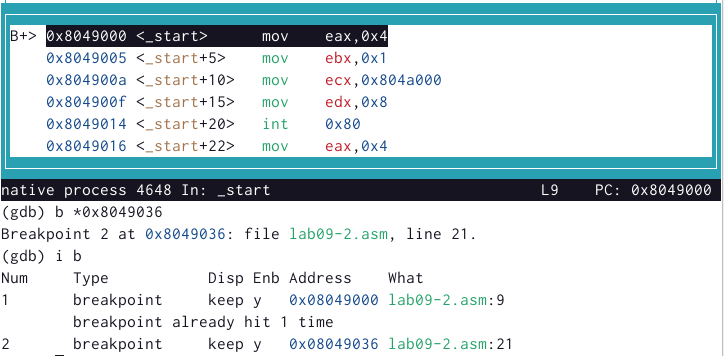 B+> 0x8049000 <_start>       mov    eax,0x4
    0x8049005 <_start+5>     mov    ebx,0x1
    0x804900a <_start+10>    mov    ecx,0x804a000
    0x804900f <_start+15>    mov    edx,0x8
    0x8049014 <_start+20>    int    0x80
    0x8049016 <_start+22>    mov    eax,0x4
native process 4648 In: _start                        L9    PC: 0x8049000
(gdb) b *0x8049036
Breakpoint 2 at 0x8049036: file lab09-2.asm, line 21.
(gdb) i b
Num     Type           Disp Enb Address    What
1       breakpoint     keep y   0x08049000 lab09-2.asm:9
        breakpoint already hit 1 time
2       breakpoint     keep y   0x08049036 lab09-2.asm:21